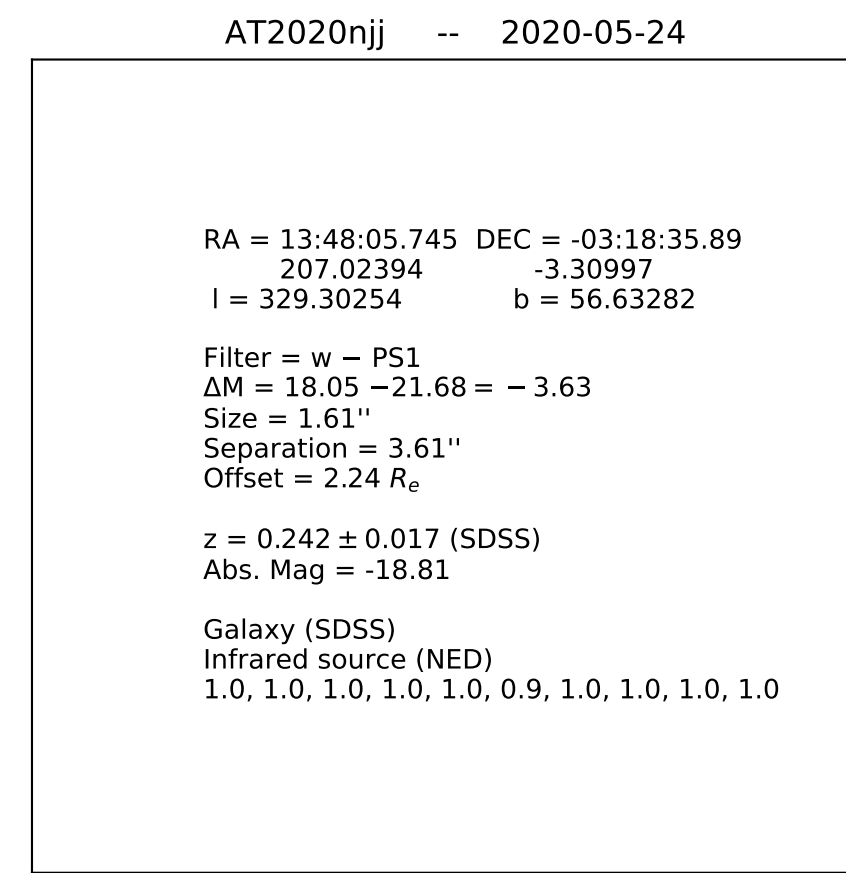 AT2020njj -- 2020-05-24
RA = 13:48:05.745 DEC = -03:18:35.89
207.02394 -3.30997
l = 329.30254 b = 56.63282
Filter = w − PS1
ΔM = 18.05 −21.68 = − 3.63
Size = 1.61''
Separation = 3.61''
Offset = 2.24 Rₑ
z = 0.242 ± 0.017 (SDSS)
Abs. Mag = -18.81
Galaxy (SDSS)
Infrared source (NED)
1.0, 1.0, 1.0, 1.0, 1.0, 0.9, 1.0, 1.0, 1.0, 1.0